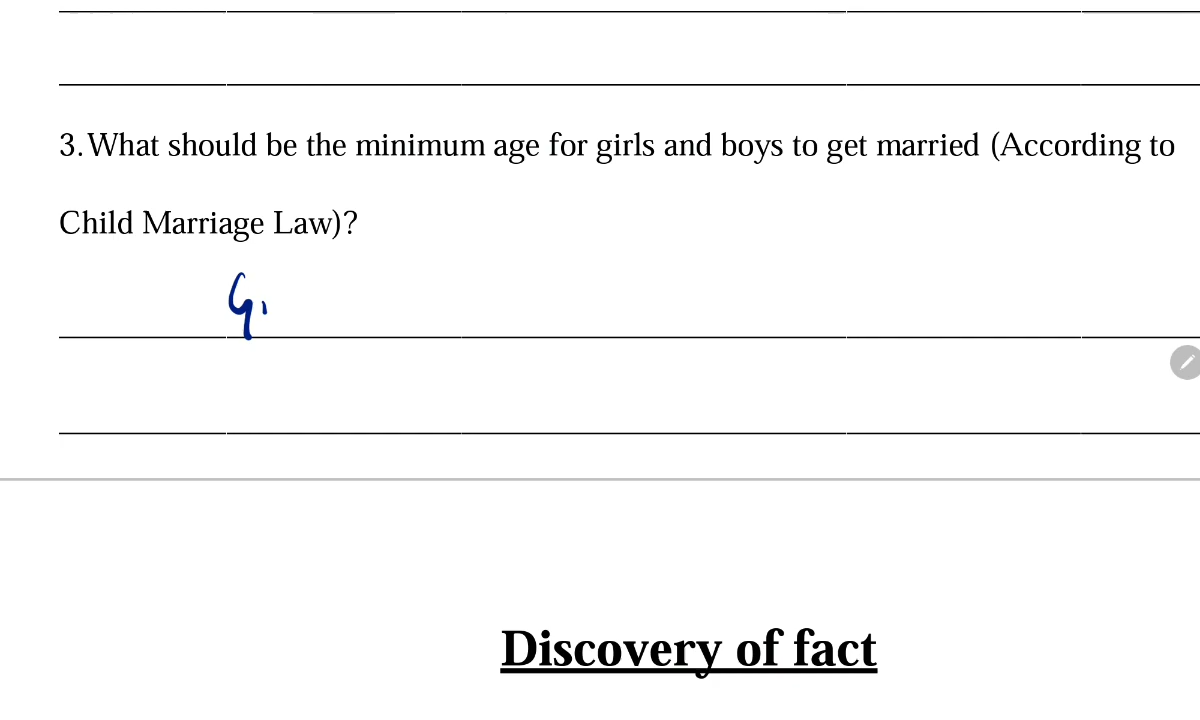 3. What should be the minimum age for girls and boys to get married (According to
Child Marriage Law)?
Gi
Discovery of fact